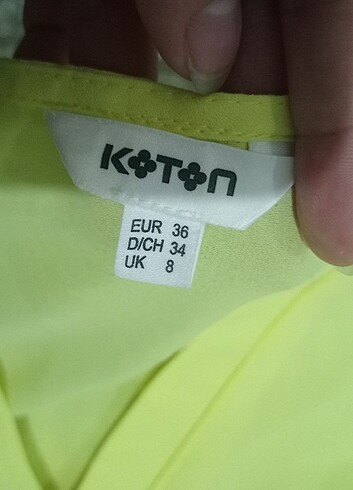 KOTON
EUR 36
D/CH 34
UK 8